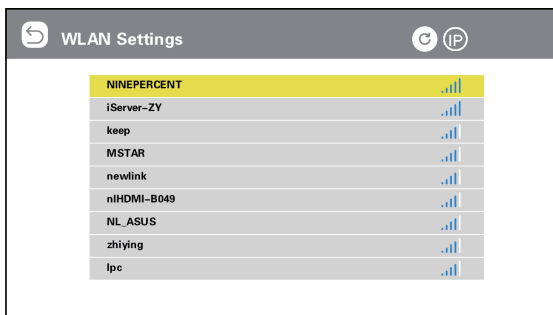 WLAN Settings
C IP
NINEPERCENT
iServer-ZY
keep
MSTAR
newlink
nlHDMI-B049
NL_ASUS
zhiying
lpc